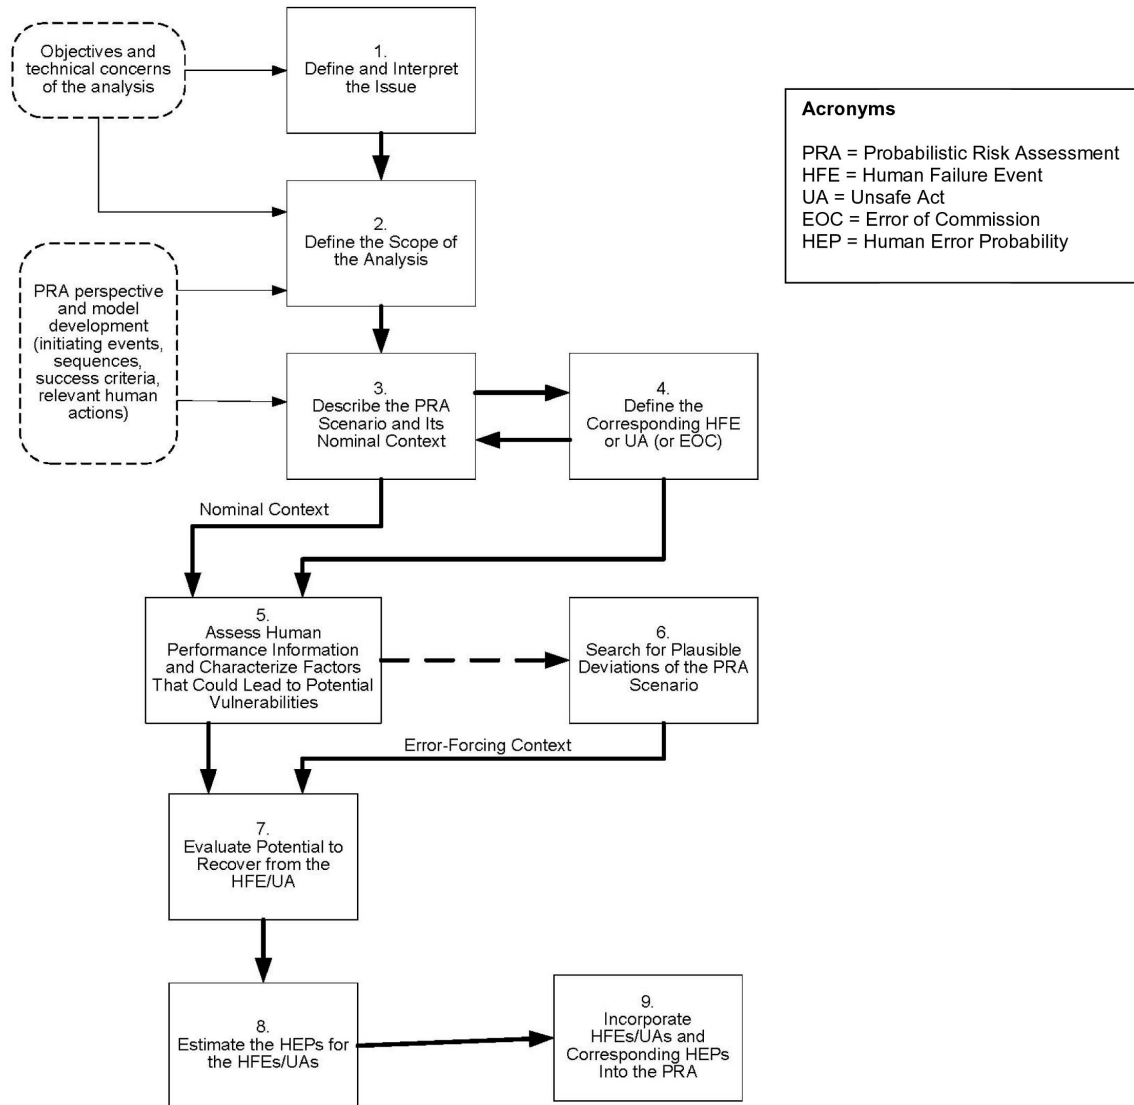 Objectives and
technical concerns
of the analysis
1.
Define and Interpret
the Issue
Acronyms
PRA = Probabilistic Risk Assessment
HFE = Human Failure Event
UA = Unsafe Act
EOC = Error of Commission
HEP = Human Error Probability
2.
Define the Scope of
the Analysis
PRA perspective
and model
development
(initiating events,
sequences,
success criteria,
relevant human
actions)
3.
Describe the PRA
Scenario and Its
Nominal Context
4.
Define the
Corresponding HFE
or UA (or EOC)
Nominal Context
5.
Assess Human
Performance Information
and Characterize Factors
That Could Lead to Potential
Vulnerabilities
6.
Search for Plausible
Deviations of the PRA
Scenario
Error-Forcing Context
7.
Evaluate Potential to
Recover from the
HFE/UA
8.
Estimate the HEPs for
the HFEs/UAs
9.
Incorporate
HFEs/UAs and
Corresponding HEPs
Into the PRA